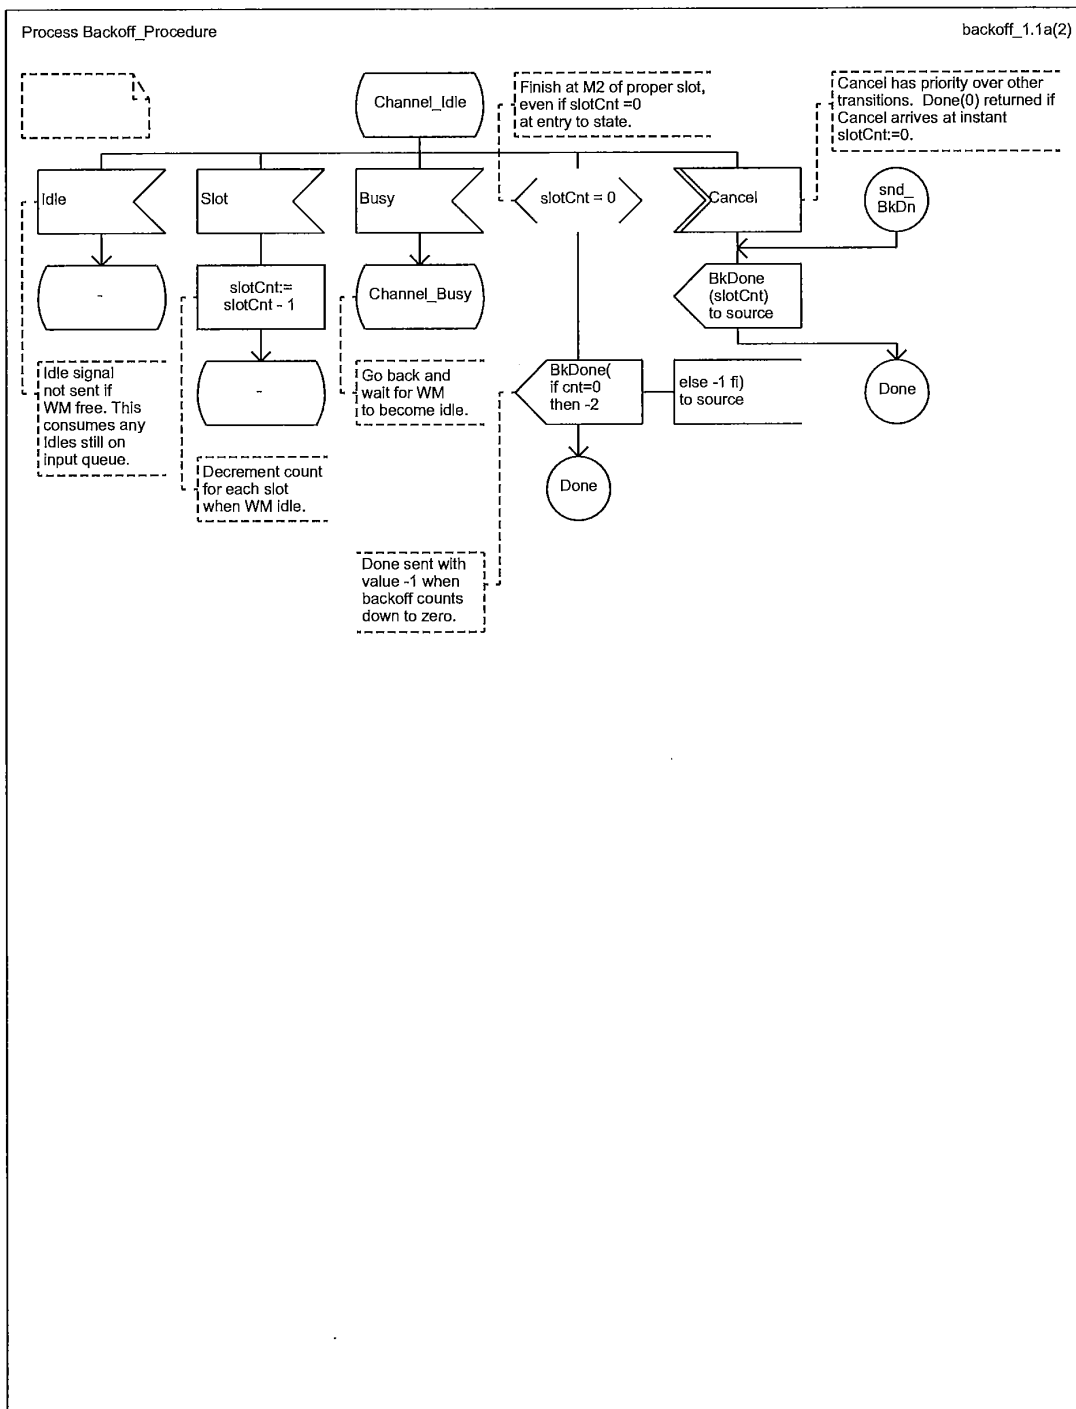 Process Backoff_Procedure
backoff_1.1a(2)
Channel_Idle
Finish at M2 of proper slot,
even if slotCnt =0
at entry to state.
Cancel has priority over other
transitions. Done(0) returned if
Cancel arrives at instant
slotCnt:=0.
Idle
Slot
Busy
slotCnt = 0
Cancel
snd_
BkDn
-
slotCnt:=
slotCnt - 1
Channel_Busy
BkDone
(slotCnt)
to source
Idle signal
not sent if
WM free. This
consumes any
Idles still on
input queue.
-
Go back and
wait for WM
to become idle.
BkDone(
if cnt=0
then -2
else -1 fi)
to source
Done
Decrement count
for each slot
when WM idle.
Done
Done sent with
value -1 when
backoff counts
down to zero.